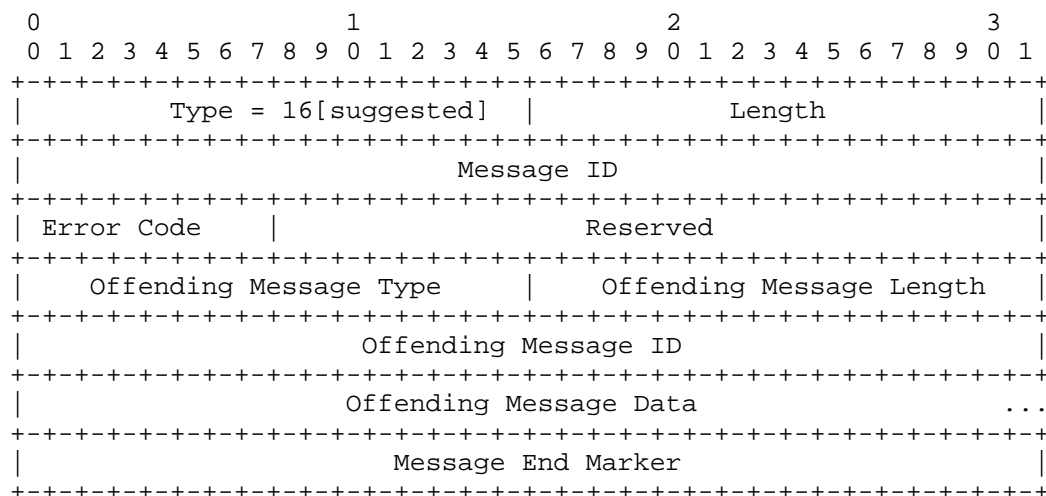 0                   1                   2                   3
 0 1 2 3 4 5 6 7 8 9 0 1 2 3 4 5 6 7 8 9 0 1 2 3 4 5 6 7 8 9 0 1
+-+-+-+-+-+-+-+-+-+-+-+-+-+-+-+-+-+-+-+-+-+-+-+-+-+-+-+-+-+-+-+-+
|         Type = 16[suggested]  |            Length             |
+-+-+-+-+-+-+-+-+-+-+-+-+-+-+-+-+-+-+-+-+-+-+-+-+-+-+-+-+-+-+-+-+
|                           Message ID                          |
+-+-+-+-+-+-+-+-+-+-+-+-+-+-+-+-+-+-+-+-+-+-+-+-+-+-+-+-+-+-+-+-+
| Error Code    |                   Reserved                    |
+-+-+-+-+-+-+-+-+-+-+-+-+-+-+-+-+-+-+-+-+-+-+-+-+-+-+-+-+-+-+-+-+
|    Offending Message Type     |    Offending Message Length   |
+-+-+-+-+-+-+-+-+-+-+-+-+-+-+-+-+-+-+-+-+-+-+-+-+-+-+-+-+-+-+-+-+
|                     Offending Message ID                      |
+-+-+-+-+-+-+-+-+-+-+-+-+-+-+-+-+-+-+-+-+-+-+-+-+-+-+-+-+-+-+-+-+
|                    Offending Message Data                   ...
+-+-+-+-+-+-+-+-+-+-+-+-+-+-+-+-+-+-+-+-+-+-+-+-+-+-+-+-+-+-+-+-+
|                       Message End Marker                      |
+-+-+-+-+-+-+-+-+-+-+-+-+-+-+-+-+-+-+-+-+-+-+-+-+-+-+-+-+-+-+-+-+